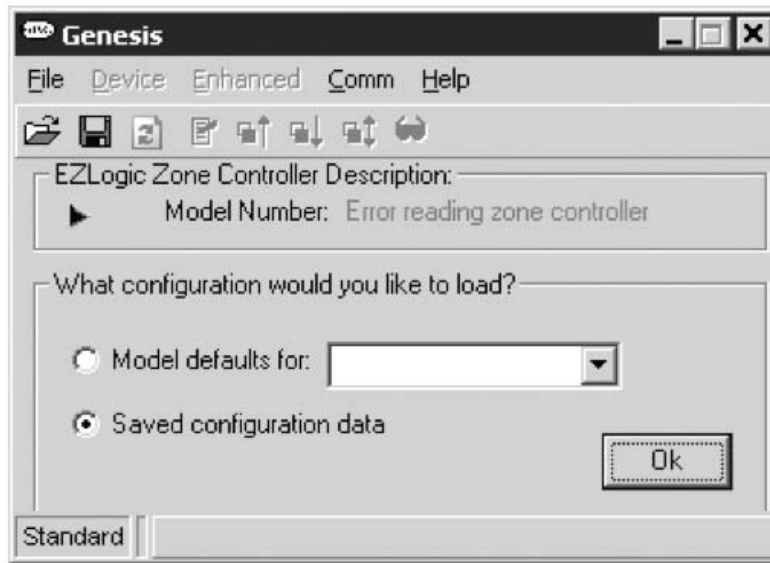 Genesis
File Device Enhanced Comm Help
EZLogic Zone Controller Description:
Model Number: Error reading zone controller
What configuration would you like to load?
Model defaults for:
Saved configuration data
Ok
Standard